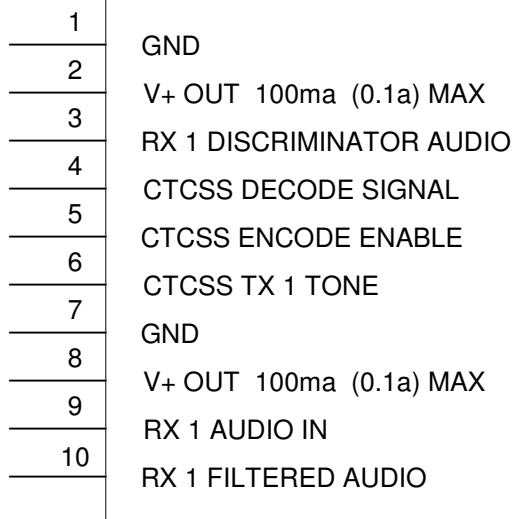 1
GND
2
V+ OUT 100ma (0.1a) MAX
3
RX 1 DISCRIMINATOR AUDIO
4
CTCSS DECODE SIGNAL
5
CTCSS ENCODE ENABLE
6
CTCSS TX 1 TONE
7
GND
8
V+ OUT 100ma (0.1a) MAX
9
RX 1 AUDIO IN
10
RX 1 FILTERED AUDIO